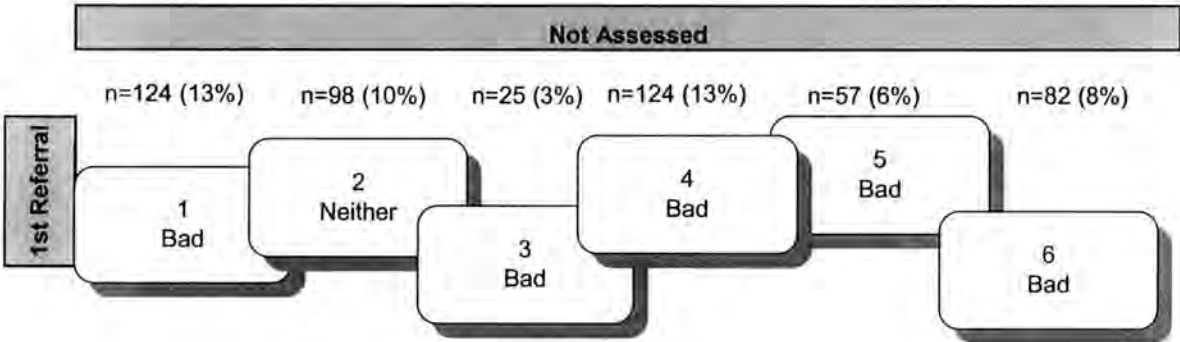 Not Assessed
n=124 (13%) n=98 (10%) n=25 (3%) n=124 (13%) n=57 (6%) n=82 (8%)
1st Referral
1
Bad
2
Neither
3
Bad
4
Bad
5
Bad
6
Bad